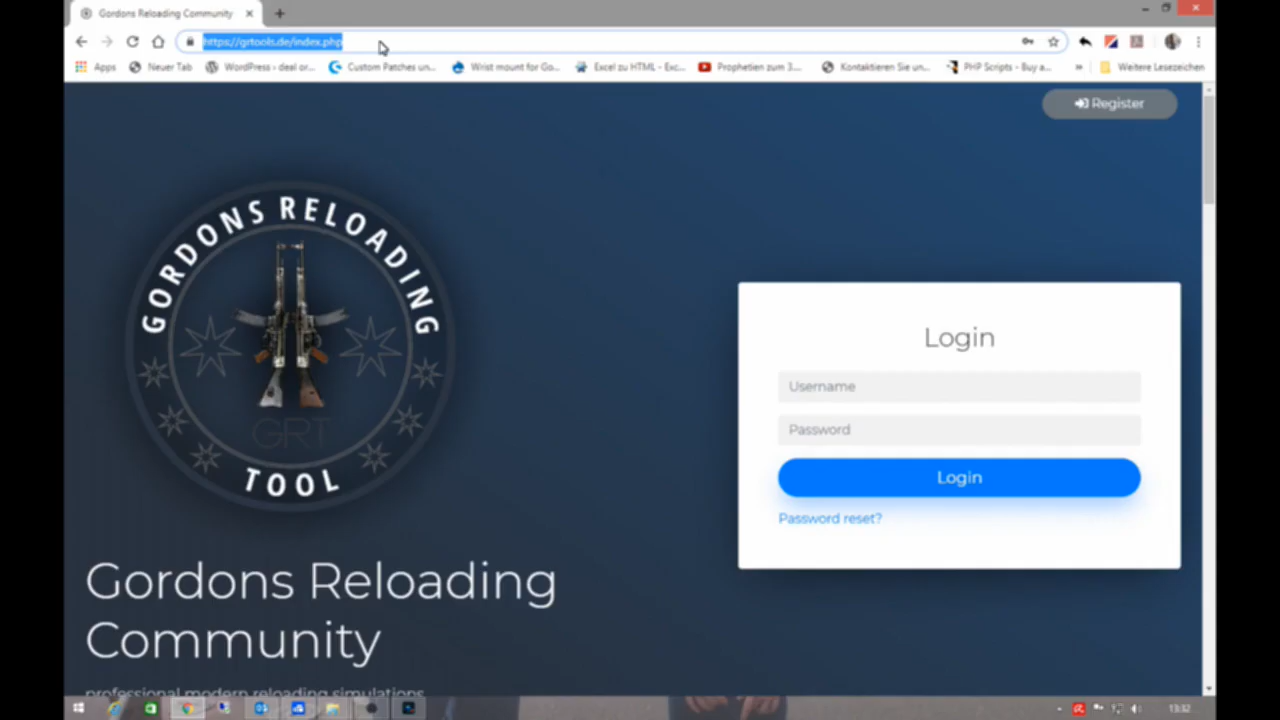 Gordons Reloading Community
https://grtools.de/index.php
Apps
Neuer Tab
WordPress › deal or...
Custom Patches un...
Wrist mount for Go...
Excel zu HTML - Exc...
Prophetien zum 3....
Kontaktieren Sie un...
PHP Scripts - Buy a...
»
Weitere Lesezeichen
Register
GORDONS RELOADING
GRT
TOOL
Login
Username
Password
Login
Password reset?
Gordons Reloading
Community
professional modern reloading simulations
13:32